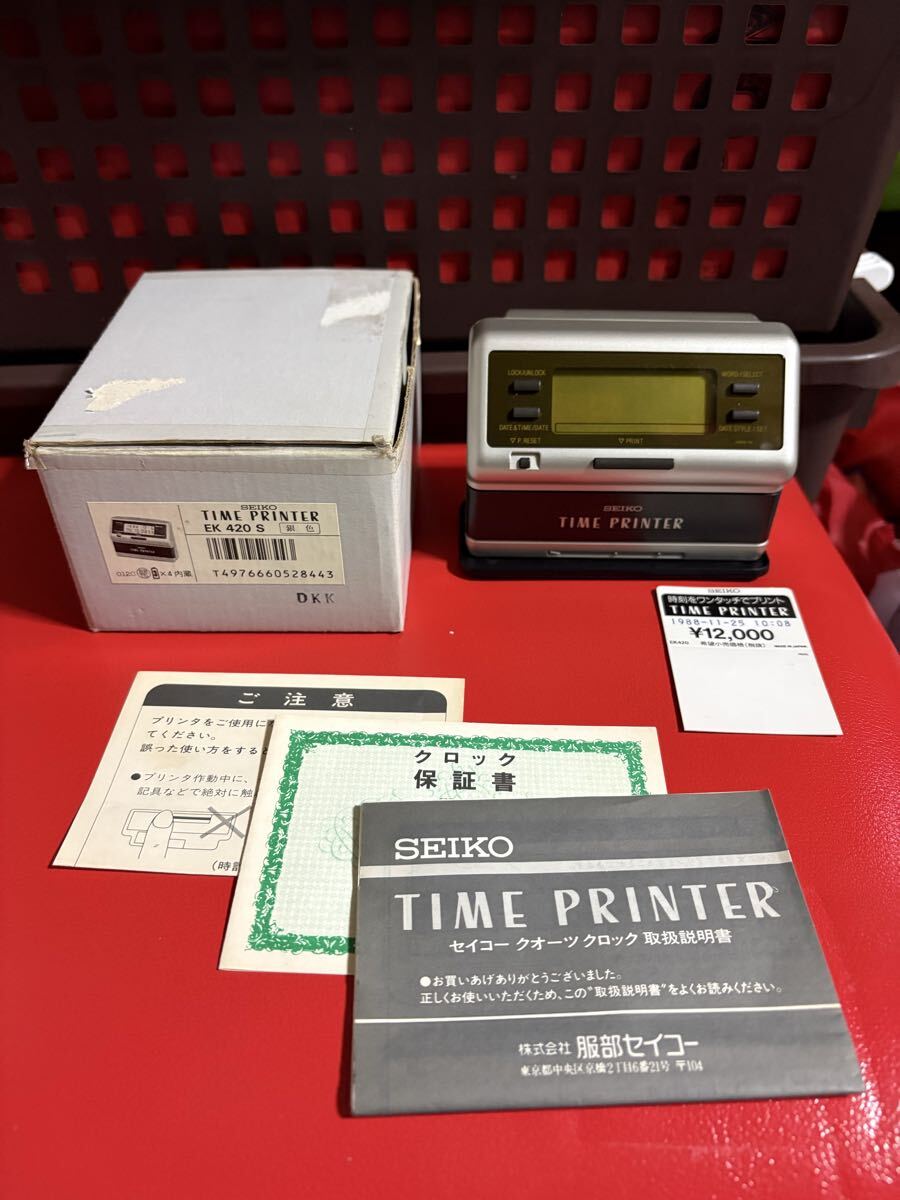 SEIKO
TIME PRINTER
EK 420 S 銀色
0120
×4内蔵
T4976660528443
DKK
LOCK/UNLOCK
WORD/SELECT
DATE&TIME/DATE
DATE STYLE/SET
▽P.RESET
▽PRINT
SEIKO
TIME PRINTER
SEIKO
時刻をワンタッチでプリント
TIME PRINTER
1988-11-25 10:08
¥12,000
EK420 希望小売価格(税抜) MADE IN JAPAN
ご注意
プリンタをご使用に
てください。
誤った使い方をすると
●プリンタ作動中に、
記具などで絶対に触
(時計
クロック
保証書
SEIKO
TIME PRINTER
セイコー クオーツ クロック 取扱説明書
●お買いあげありがとうございました。
正しくお使いいただくため、この"取扱説明書"をよくお読みください。
株式会社 服部セイコー
東京都中央区京橋2丁目6番21号 〒104